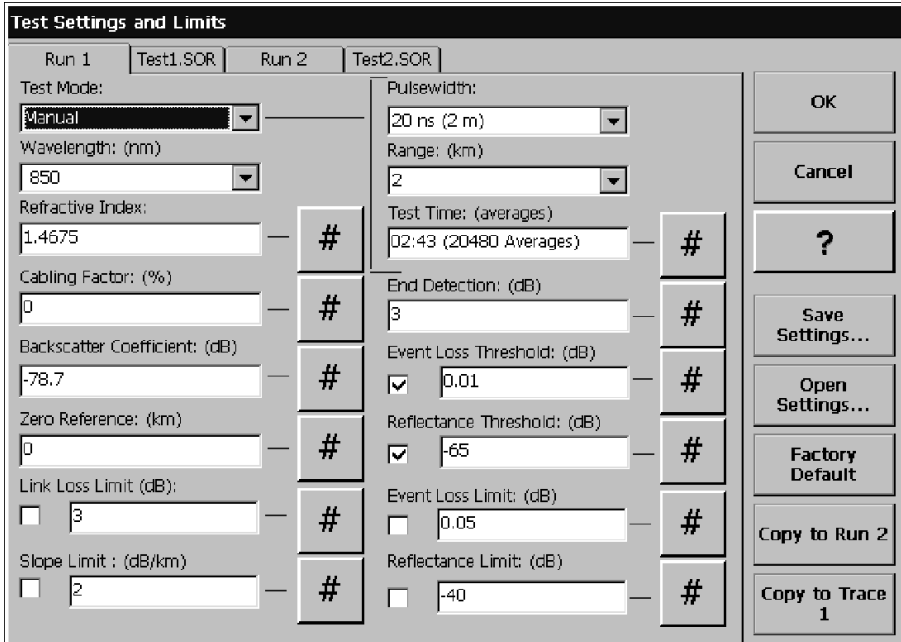 Test Settings and Limits
Run 1
Test1.SOR
Run 2
Test2.SOR
Test Mode:
Manual
Wavelength: (nm)
850
Refractive Index:
1.4675
#
Cabling Factor: (%)
0
#
Backscatter Coefficient: (dB)
-78.7
#
Zero Reference: (km)
0
#
Link Loss Limit (dB):
3
#
Slope Limit : (dB/km)
2
#
Pulsewidth:
20 ns (2 m)
Range: (km)
2
Test Time: (averages)
02:43 (20480 Averages)
#
End Detection: (dB)
3
#
Event Loss Threshold: (dB)
0.01
#
Reflectance Threshold: (dB)
-65
#
Event Loss Limit: (dB)
0.05
#
Reflectance Limit: (dB)
-40
#
OK
Cancel
?
Save
Settings...
Open
Settings...
Factory
Default
Copy to Run 2
Copy to Trace
1